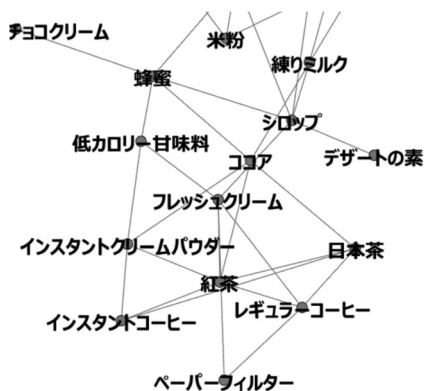 チョコクリーム
米粉
練りミルク
蜂蜜
シロップ
低カロリー甘味料
ココア
デザートの素
フレッシュクリーム
インスタントクリームパウダー
日本茶
紅茶
レギュラーコーヒー
インスタントコーヒー
ペーパーフィルター